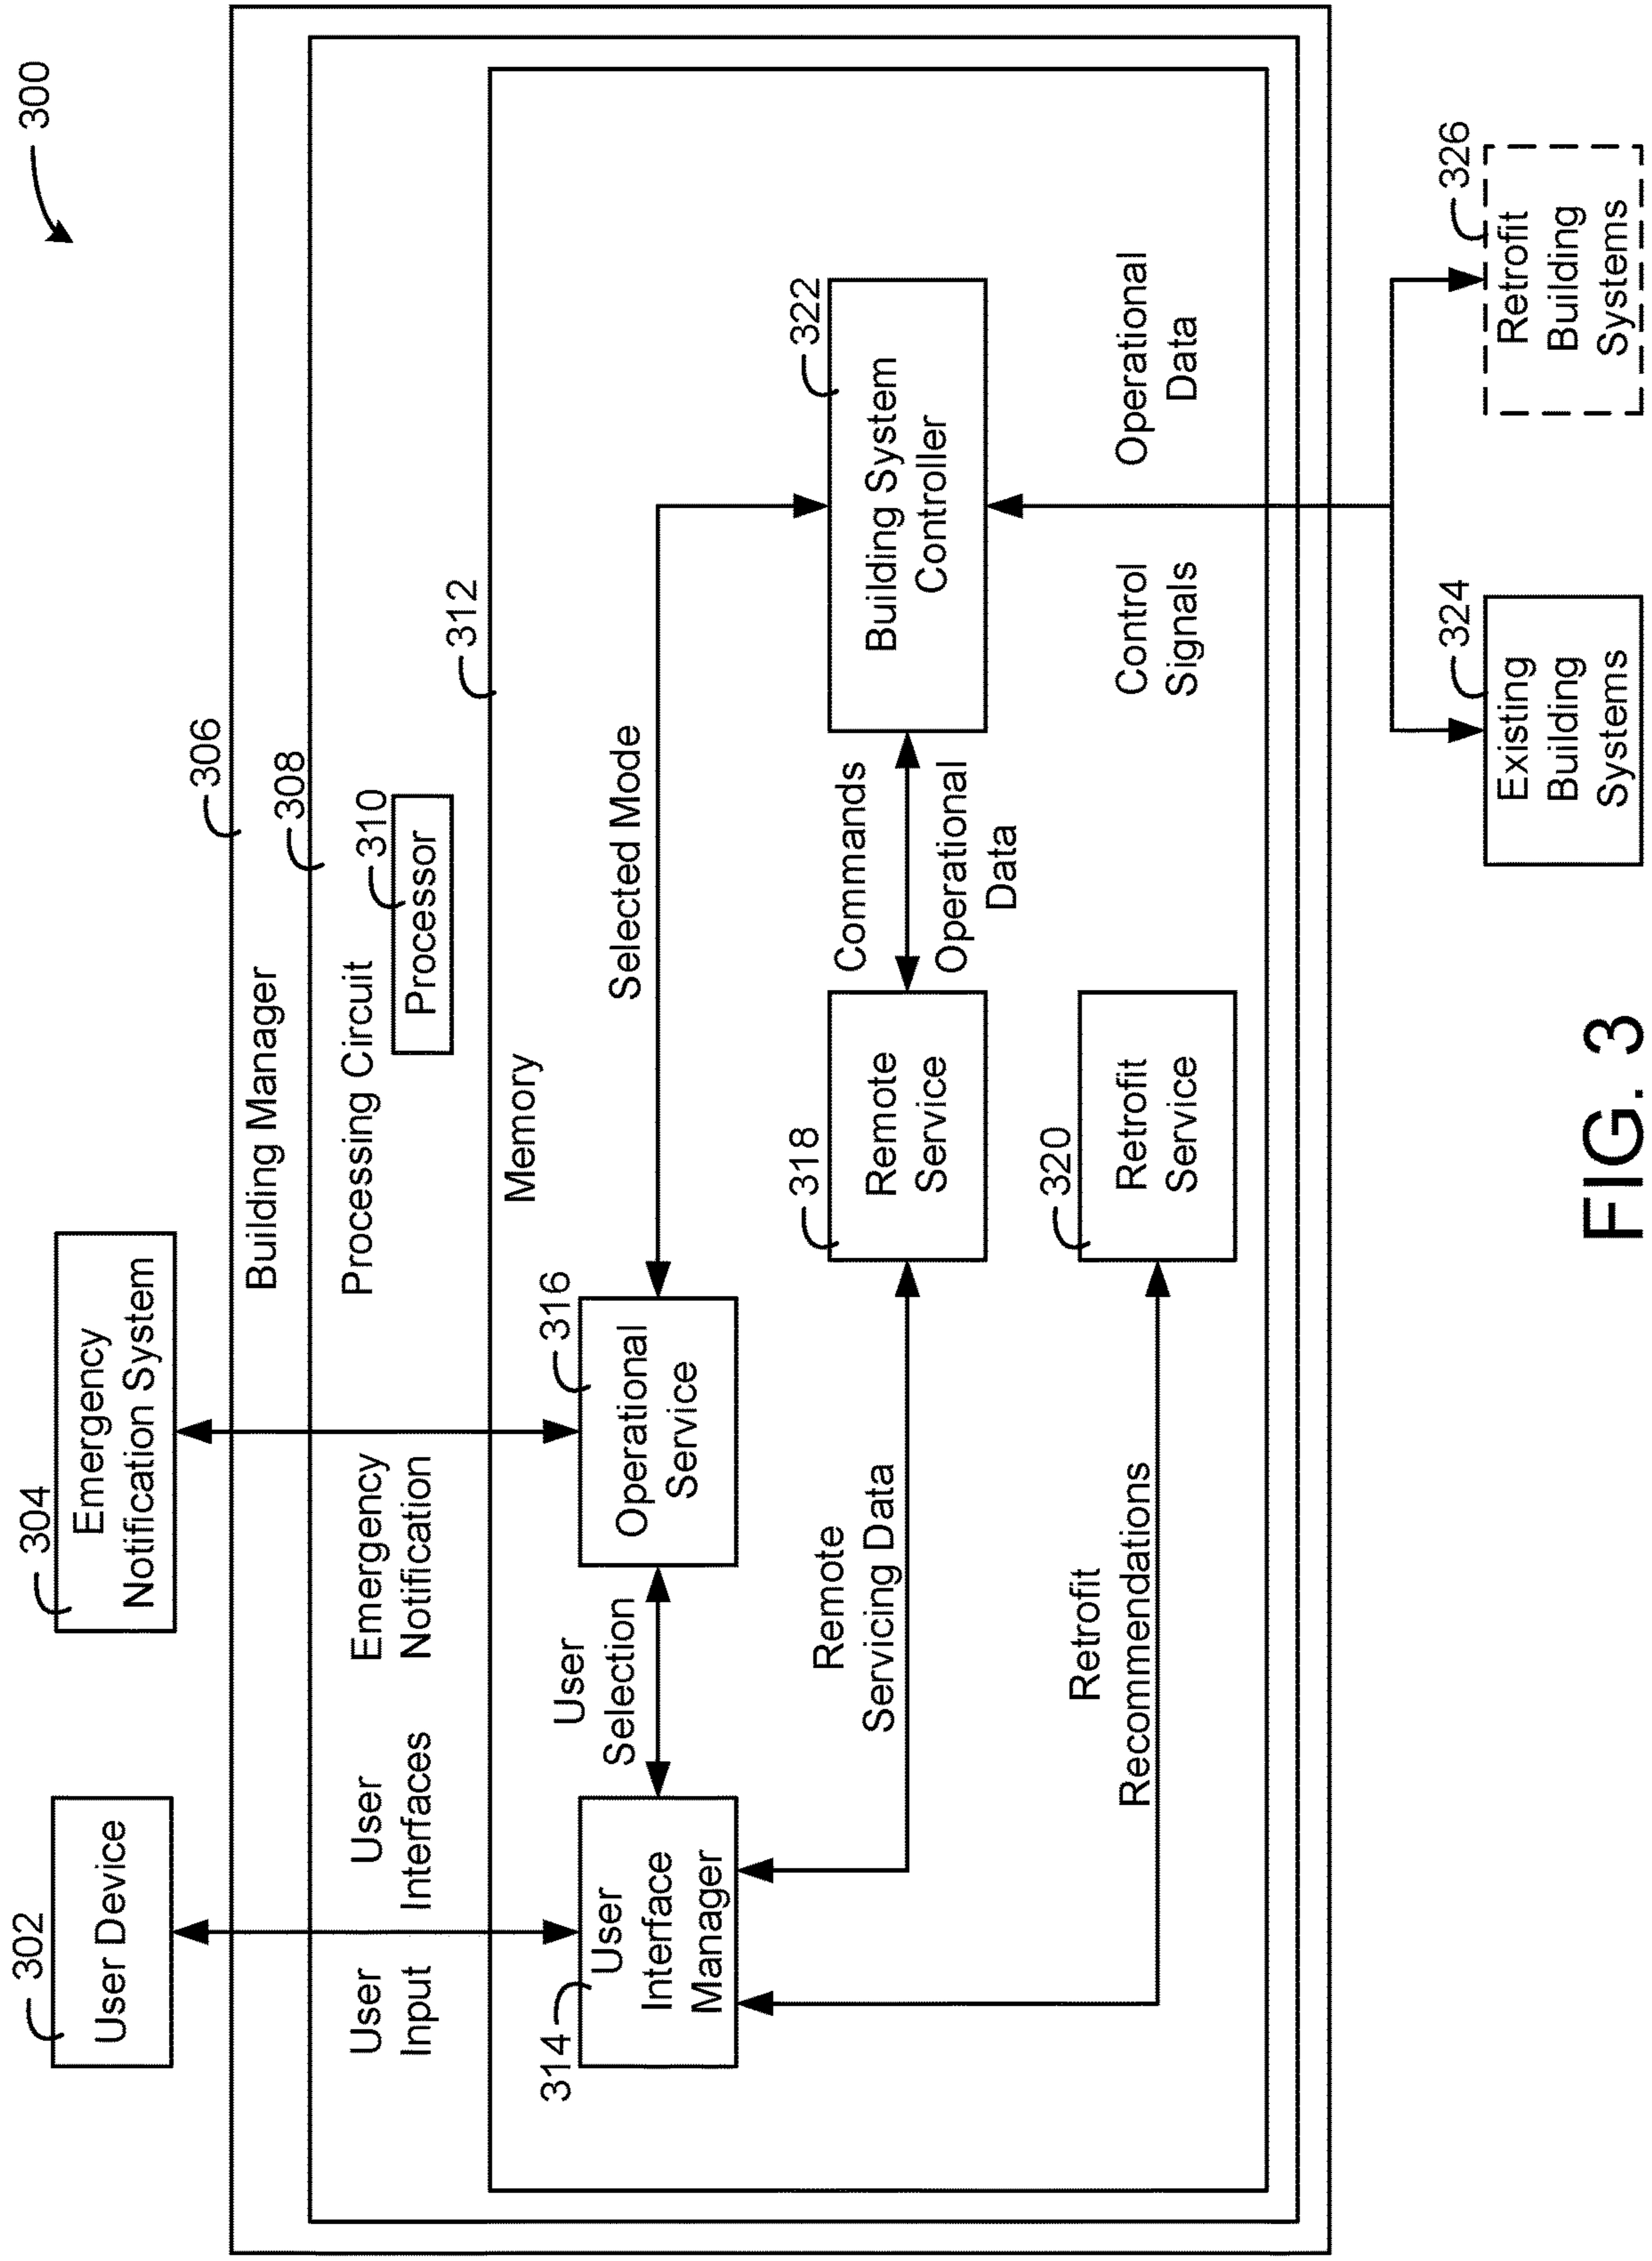 300
302
User Device
304
Emergency
Notification System
306
Building Manager
308
Processing Circuit
310
Processor
User
Input
User
Interfaces
Emergency
Notification
312
Memory
314
User
Interface
Manager
User
Selection
316
Operational
Service
Selected Mode
Remote
Servicing Data
318
Remote
Service
Commands
Operational
Data
322
Building System
Controller
Retrofit
Recommendations
320
Retrofit
Service
Control
Signals
Operational
Data
324
Existing
Building
Systems
326
Retrofit
Building
Systems
FIG. 3